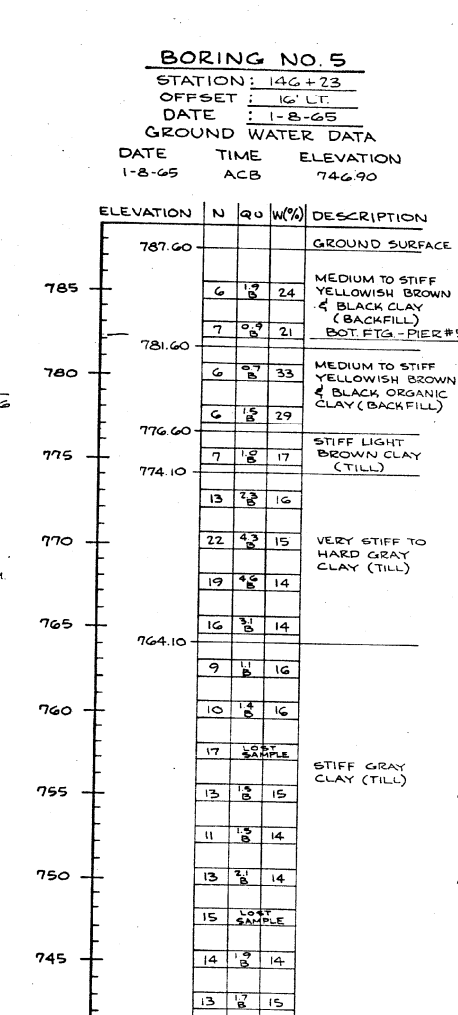 BORING NO. 5
STATION: 146+23
OFFSET: 16' LT.
DATE: 1-8-65
GROUND WATER DATA
DATE TIME ELEVATION
1-8-65 ACB 746.90
ELEVATION N QU W(%) DESCRIPTION
787.60 GROUND SURFACE
785 6 1.9 B 24
MEDIUM TO STIFF
YELLOWISH BROWN
& BLACK CLAY
(BACKFILL)
7 0.9 B 21 BOT. FTG.-PIER #
781.60
780 6 0.7 B 33
MEDIUM TO STIFF
YELLOWISH BROWN
& BLACK ORGANIC
CLAY (BACKFILL)
6 1.5 B 29
776.60
775 7 B 17
STIFF LIGHT
BROWN CLAY
(TILL)
774.10
13 2.3 B 16
770 22 4.3 B 15
VERY STIFF TO
HARD GRAY
CLAY (TILL)
19 4.6 B 14
765 16 3.1 B 14
764.10
9 1.1 B 16
760 10 1.4 B 16
17 LOST SAMPLE
STIFF GRAY
CLAY (TILL)
755 13 1.5 B 15
11 1.5 B 14
750 13 2.1 B 14
15 LOST SAMPLE
745 14 1.9 B 14
13 1.7 B 15